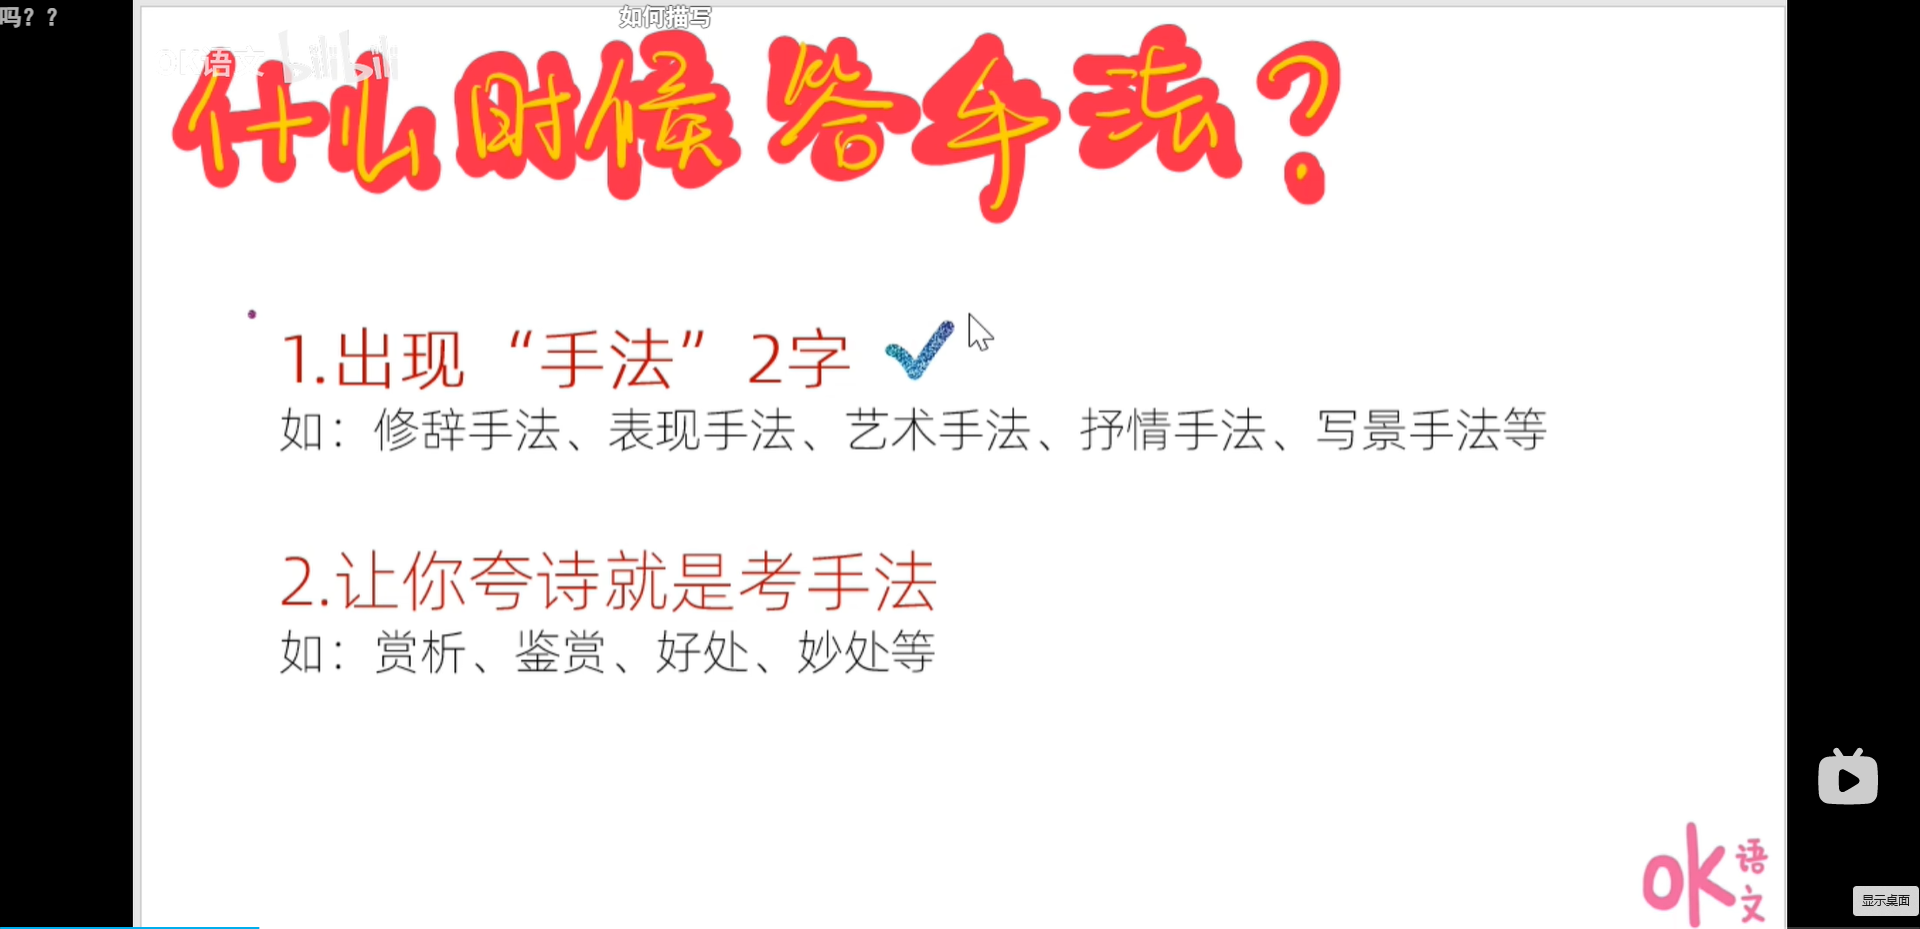 吗？？
如何描写
OK语文 bilibili
什么时候答手法？
1.出现“手法”2字
如：修辞手法、表现手法、艺术手法、抒情手法、写景手法等
2.让你夸诗就是考手法
如：赏析、鉴赏、好处、妙处等
ok语文
显示桌面